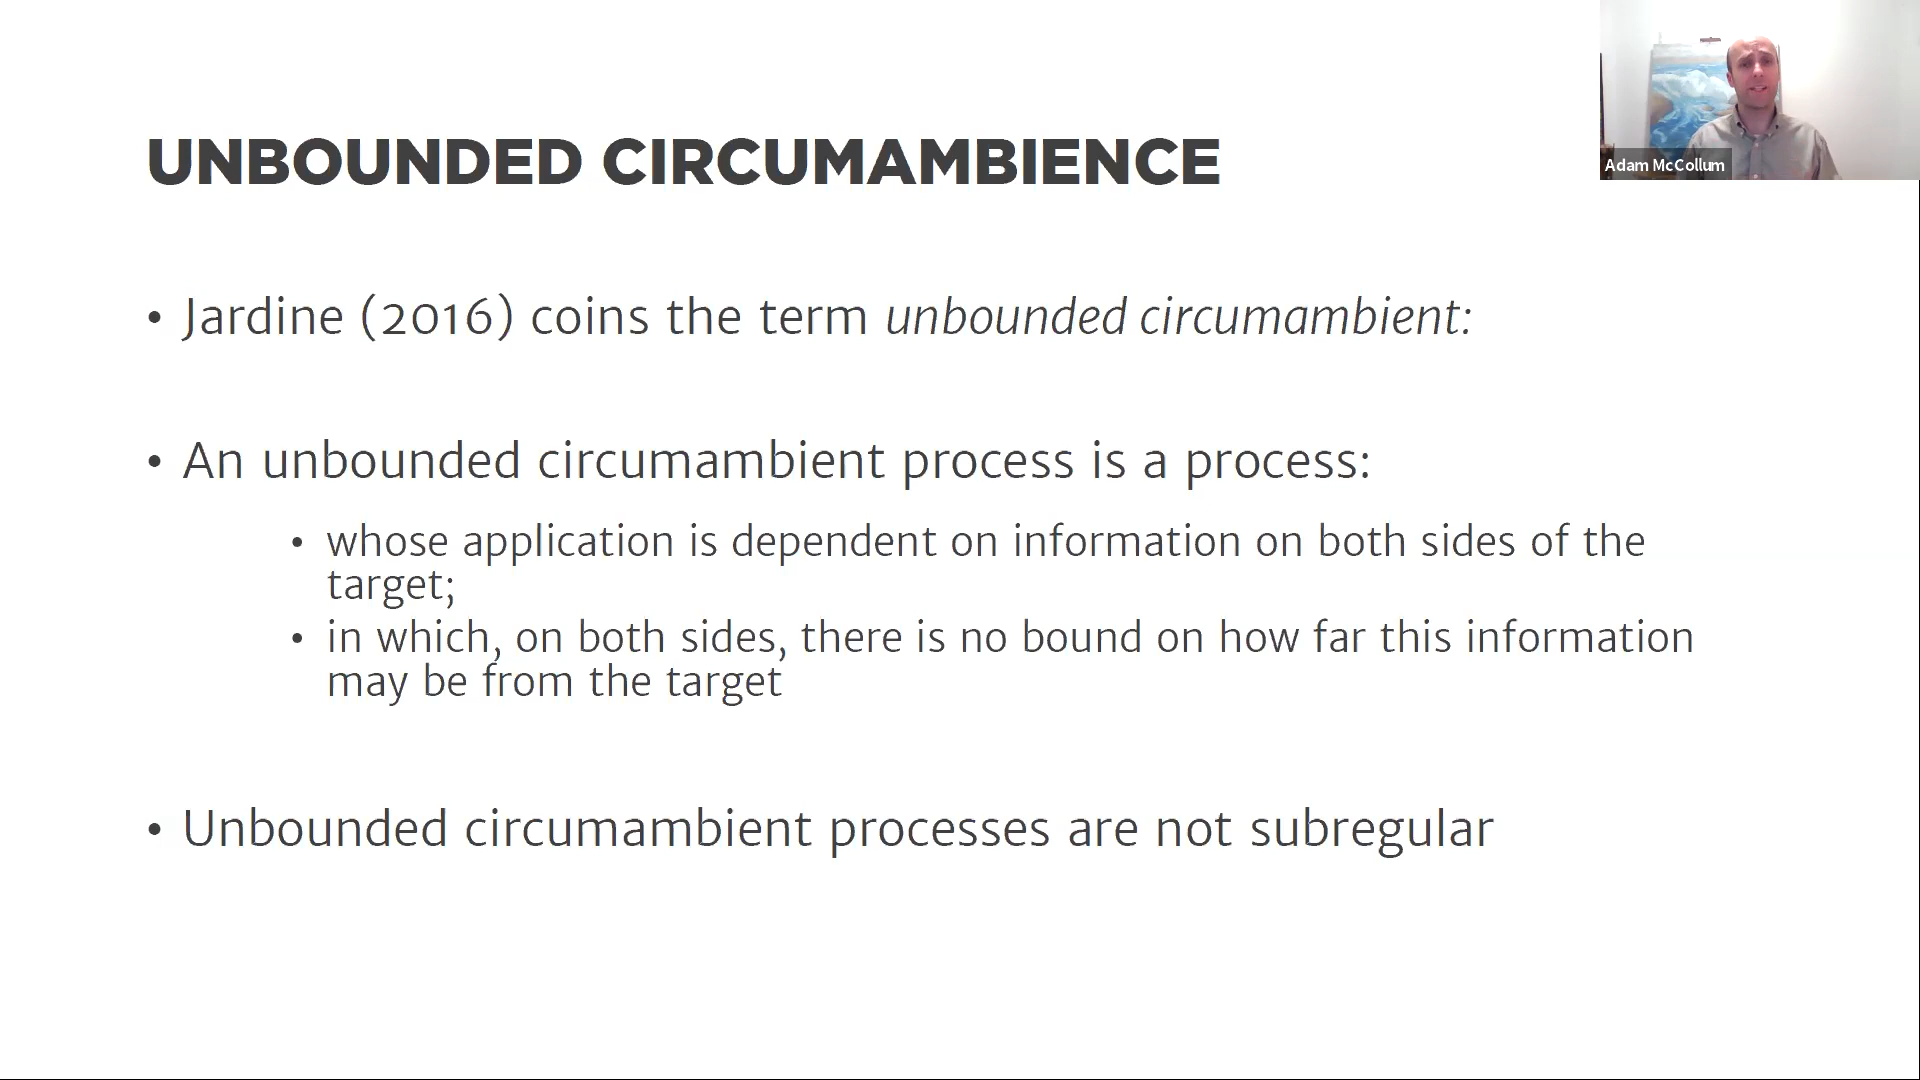 UNBOUNDED CIRCUMAMBIENCE
Adam McCollum
• Jardine (2016) coins the term unbounded circumambient:
• An unbounded circumambient process is a process:
• whose application is dependent on information on both sides of the
target;
• in which, on both sides, there is no bound on how far this information
may be from the target
• Unbounded circumambient processes are not subregular